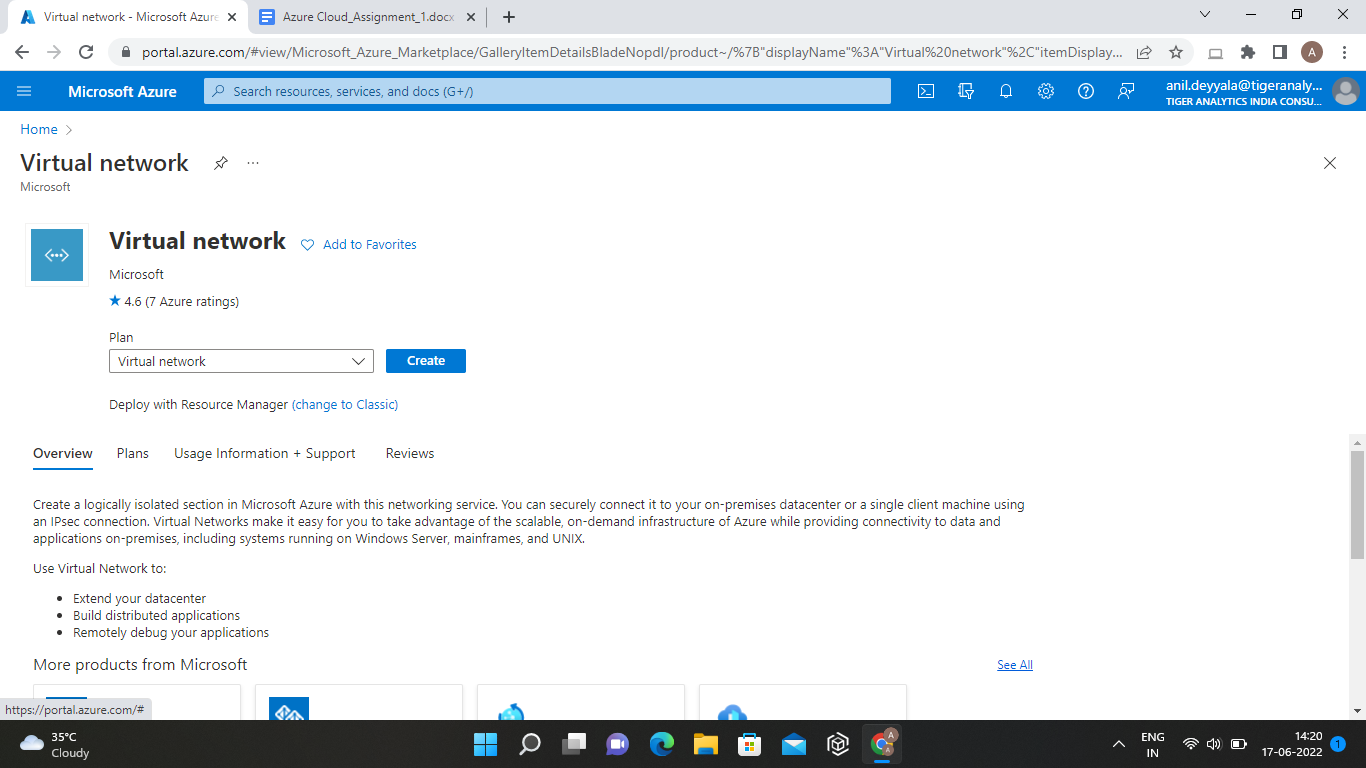 Virtual network - Microsoft Azure
Azure Cloud_Assignment_1.docx
portal.azure.com/#view/Microsoft_Azure_Marketplace/GalleryItemDetailsBladeNopdl/product~/%7B"displayName"%3A"Virtual%20network"%2C"itemDisplay...
A
Microsoft Azure
Search resources, services, and docs (G+/)
anil.deyyala@tigeranaly...
TIGER ANALYTICS INDIA CONSU...
Home
Virtual network
...
Microsoft
Virtual network
Add to Favorites
Microsoft
4.6 (7 Azure ratings)
Plan
Virtual network
Create
Deploy with Resource Manager (change to Classic)
Overview Plans Usage Information + Support Reviews
Create a logically isolated section in Microsoft Azure with this networking service. You can securely connect it to your on-premises datacenter or a single client machine using
an IPsec connection. Virtual Networks make it easy for you to take advantage of the scalable, on-demand infrastructure of Azure while providing connectivity to data and
applications on-premises, including systems running on Windows Server, mainframes, and UNIX.
Use Virtual Network to:
• Extend your datacenter
• Build distributed applications
• Remotely debug your applications
More products from Microsoft
See All
https://portal.azure.com/#
35°C
Cloudy
A
A
ENG
IN
14:20
17-06-2022
1